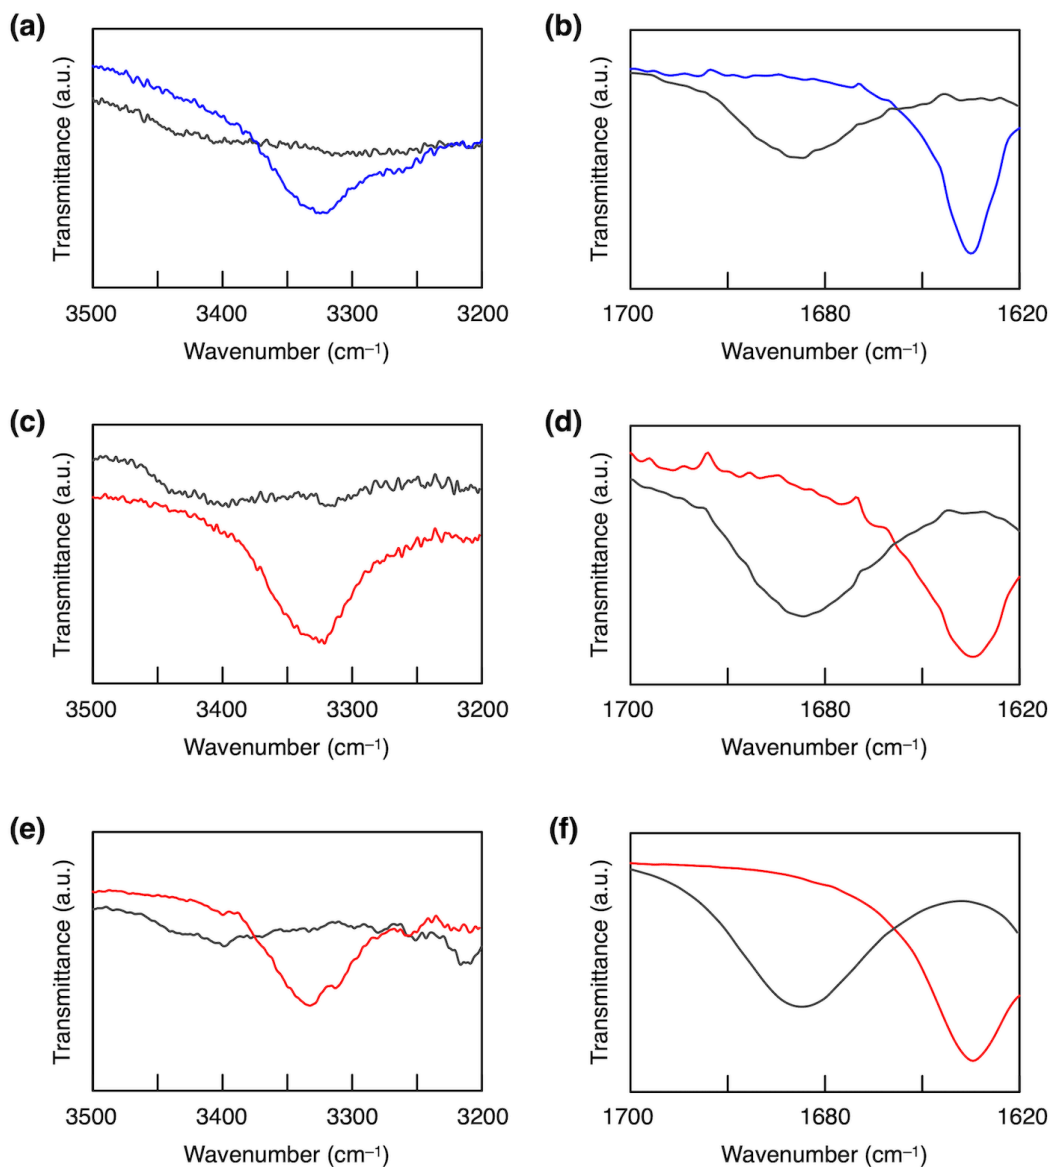 (a)
Transmittance (a.u.)
3500 3400 3300 3200
Wavenumber (cm⁻¹)
(b)
Transmittance (a.u.)
1700 1680 1620
Wavenumber (cm⁻¹)
(c)
Transmittance (a.u.)
3500 3400 3300 3200
Wavenumber (cm⁻¹)
(d)
Transmittance (a.u.)
1700 1680 1620
Wavenumber (cm⁻¹)
(e)
Transmittance (a.u.)
3500 3400 3300 3200
Wavenumber (cm⁻¹)
(f)
Transmittance (a.u.)
1700 1680 1620
Wavenumber (cm⁻¹)